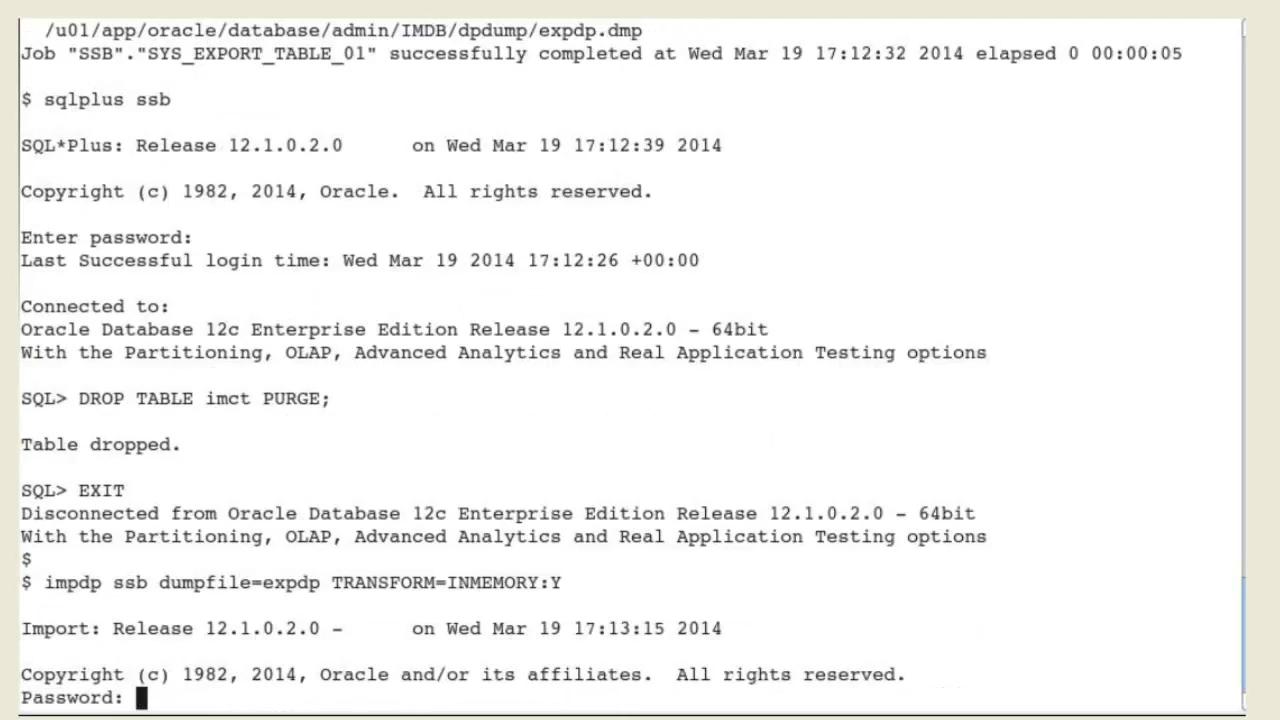 /u01/app/oracle/database/admin/IMDB/dpdump/expdp.dmp
Job "SSB"."SYS_EXPORT_TABLE_01" successfully completed at Wed Mar 19 17:12:32 2014 elapsed 0 00:00:05
$ sqlplus ssb
SQL*Plus: Release 12.1.0.2.0 on Wed Mar 19 17:12:39 2014
Copyright (c) 1982, 2014, Oracle. All rights reserved.
Enter password:
Last Successful login time: Wed Mar 19 2014 17:12:26 +00:00
Connected to:
Oracle Database 12c Enterprise Edition Release 12.1.0.2.0 - 64bit
With the Partitioning, OLAP, Advanced Analytics and Real Application Testing options
SQL> DROP TABLE imct PURGE;
Table dropped.
SQL> EXIT
Disconnected from Oracle Database 12c Enterprise Edition Release 12.1.0.2.0 - 64bit
With the Partitioning, OLAP, Advanced Analytics and Real Application Testing options
$
$ impdp ssb dumpfile=expdp TRANSFORM=INMEMORY:Y
Import: Release 12.1.0.2.0 - on Wed Mar 19 17:13:15 2014
Copyright (c) 1982, 2014, Oracle and/or its affiliates. All rights reserved.
Password: